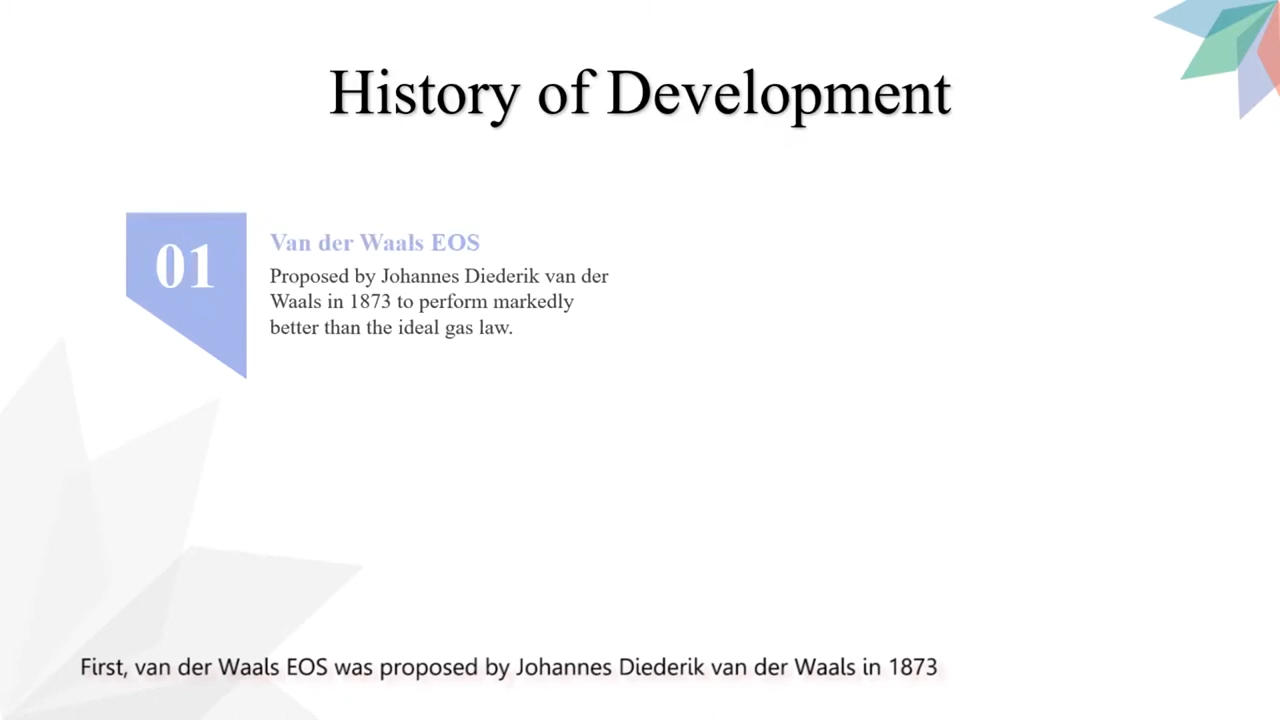 History of Development
01
Van der Waals EOS
Proposed by Johannes Diederik van der
Waals in 1873 to perform markedly
better than the ideal gas law.
First, van der Waals EOS was proposed by Johannes Diederik van der Waals in 1873